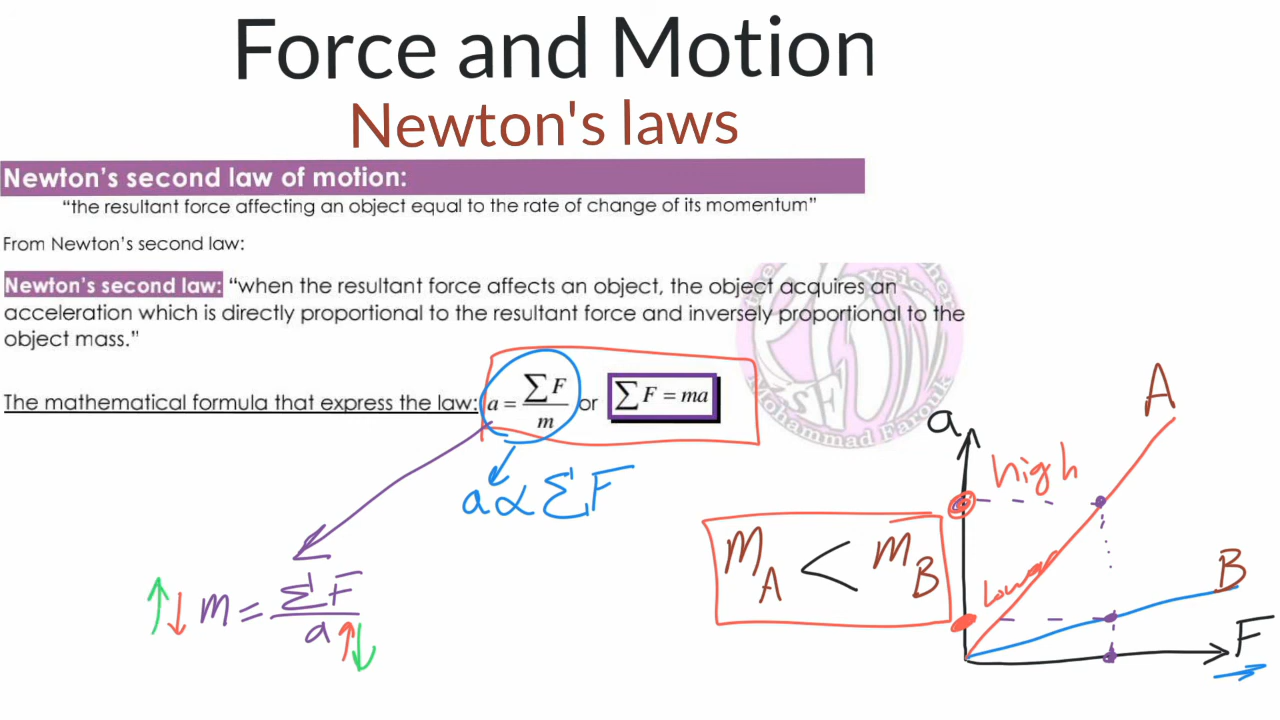 Force and Motion
Newton's laws
Newton’s second law of motion:
“the resultant force affecting an object equal to the rate of change of its momentum”
From Newton’s second law:
Newton’s second law: “when the resultant force affects an object, the object acquires an
acceleration which is directly proportional to the resultant force and inversely proportional to the
object mass.”
The mathematical formula that express the law: a = ∑F/m or ∑F = ma
a ∝ ∑F
↑↓ m = ∑F/a ↑↓
m_A < m_B
a
A
high
Lower
B
F
Mohammad Farouk